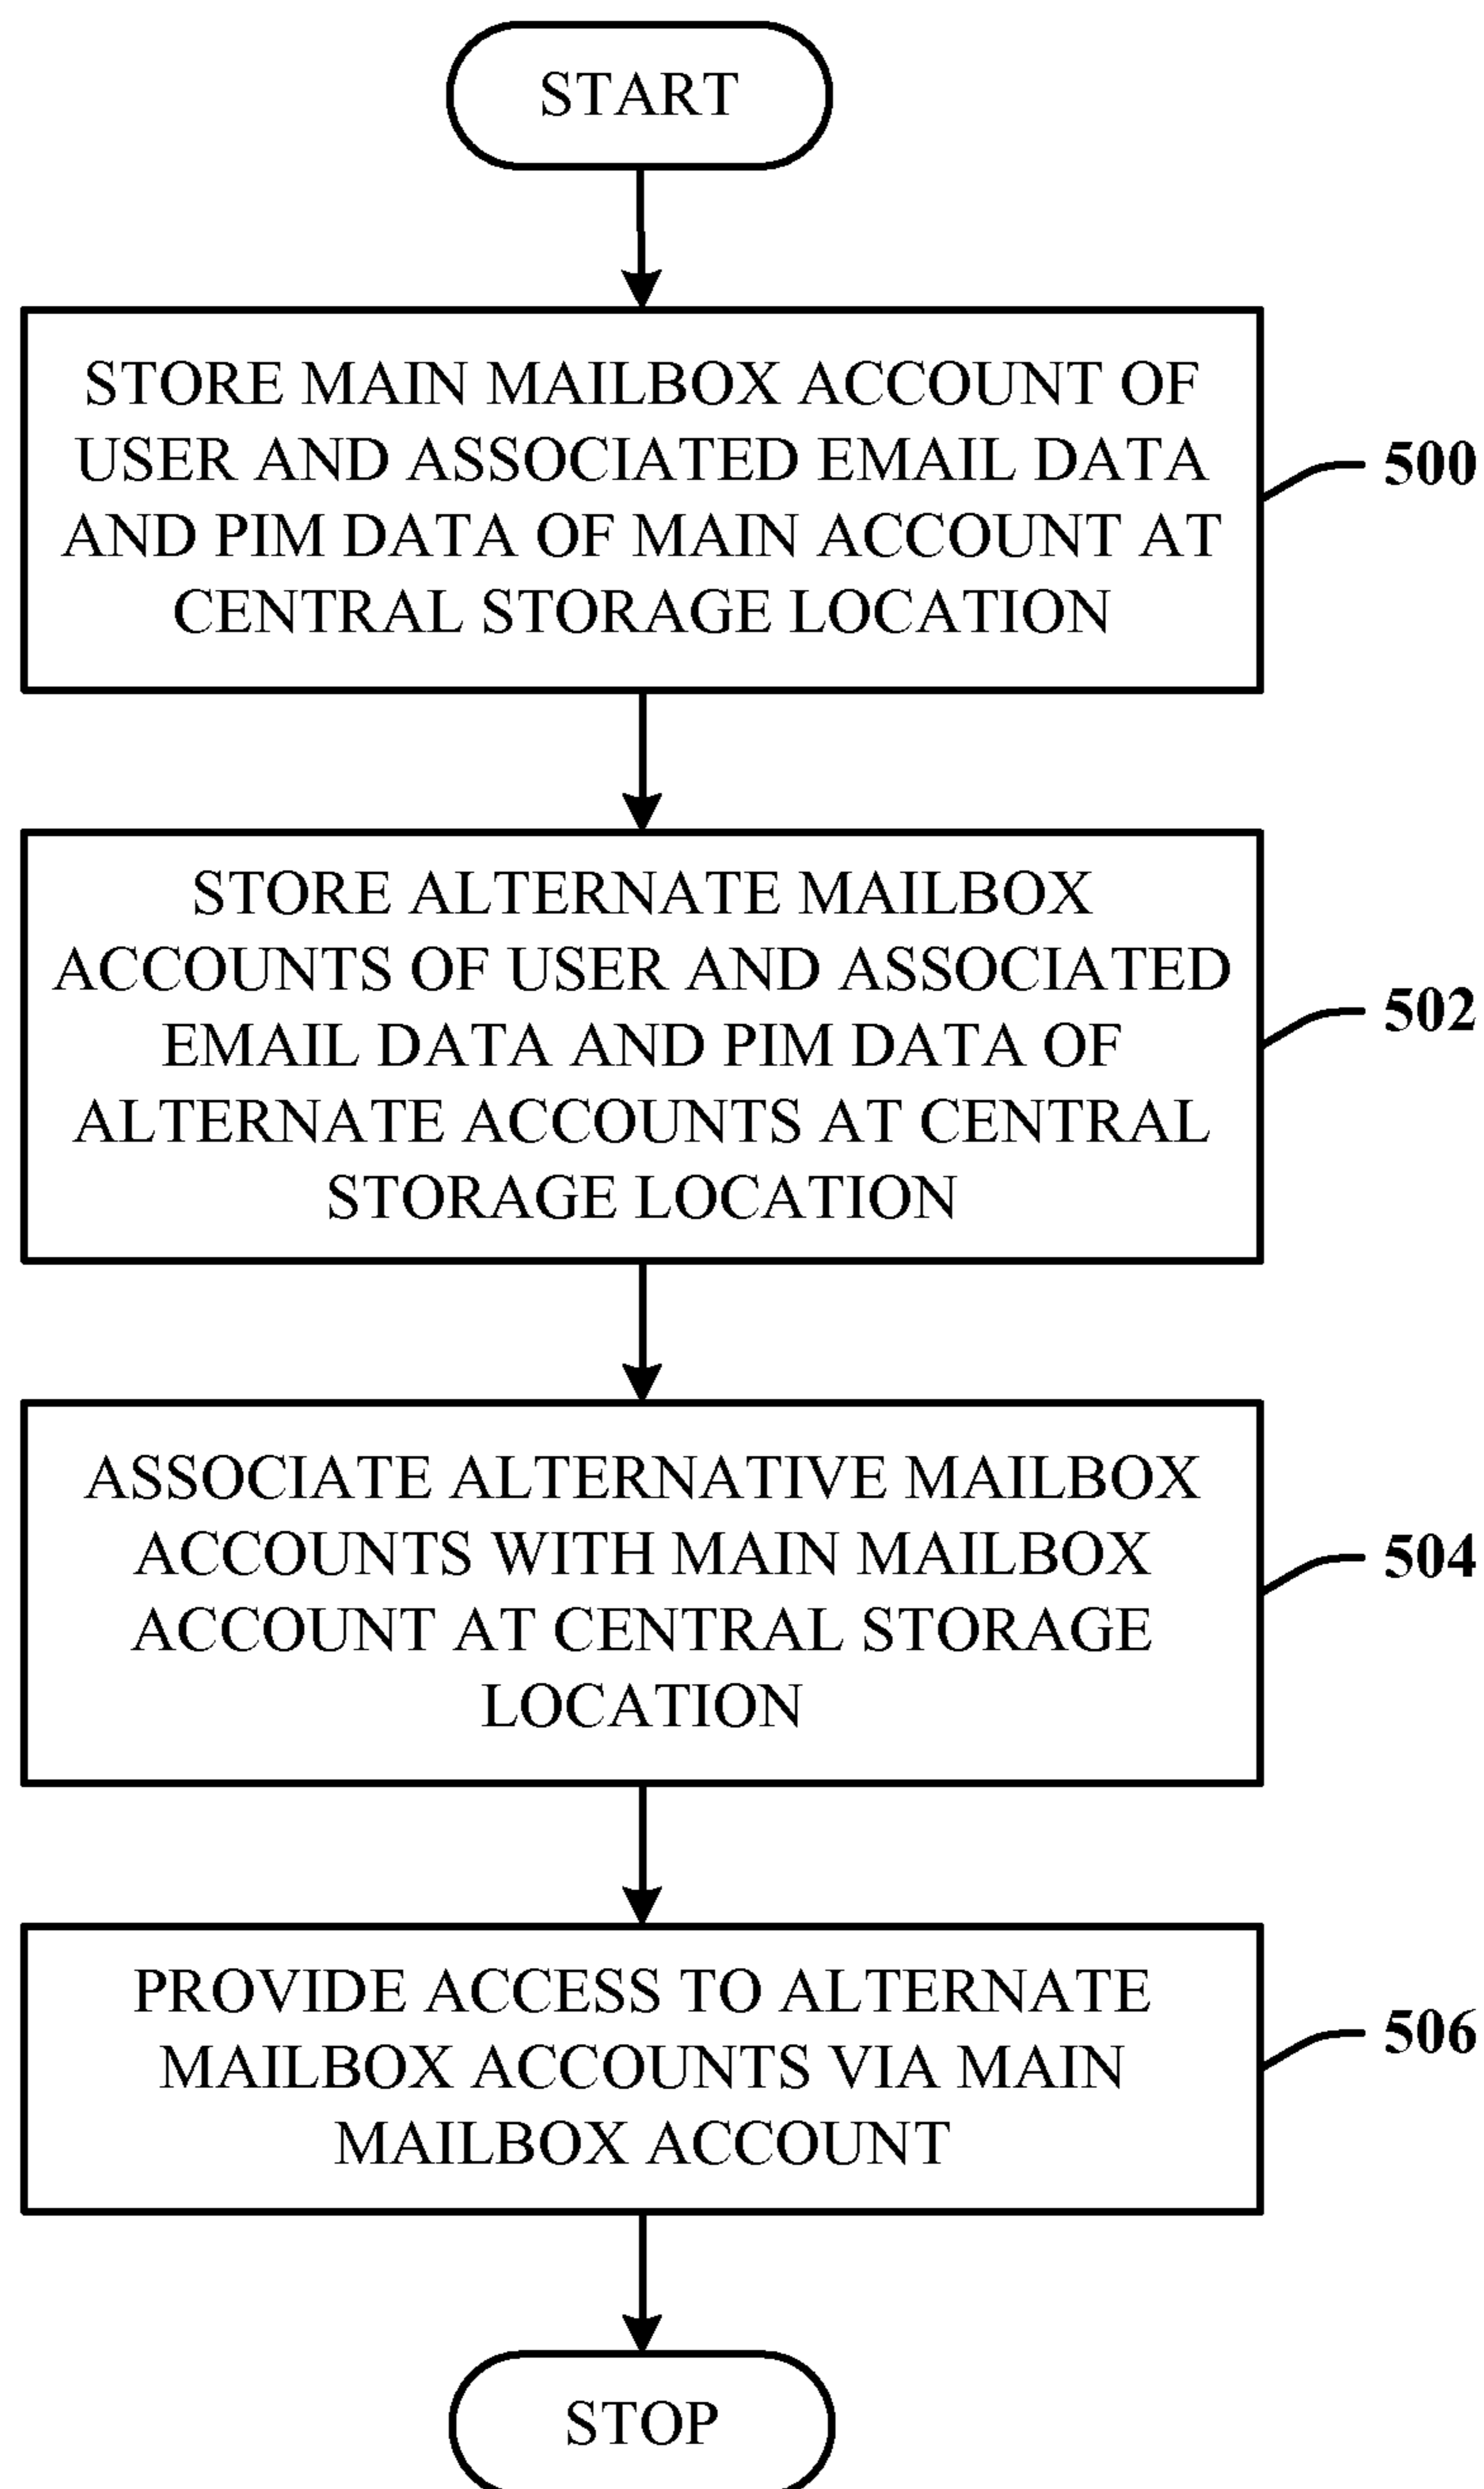 START
STORE MAIN MAILBOX ACCOUNT OF
USER AND ASSOCIATED EMAIL DATA
AND PIM DATA OF MAIN ACCOUNT AT
CENTRAL STORAGE LOCATION
500
STORE ALTERNATE MAILBOX
ACCOUNTS OF USER AND ASSOCIATED
EMAIL DATA AND PIM DATA OF
ALTERNATE ACCOUNTS AT CENTRAL
STORAGE LOCATION
502
ASSOCIATE ALTERNATIVE MAILBOX
ACCOUNTS WITH MAIN MAILBOX
ACCOUNT AT CENTRAL STORAGE
LOCATION
504
PROVIDE ACCESS TO ALTERNATE
MAILBOX ACCOUNTS VIA MAIN
MAILBOX ACCOUNT
506
STOP